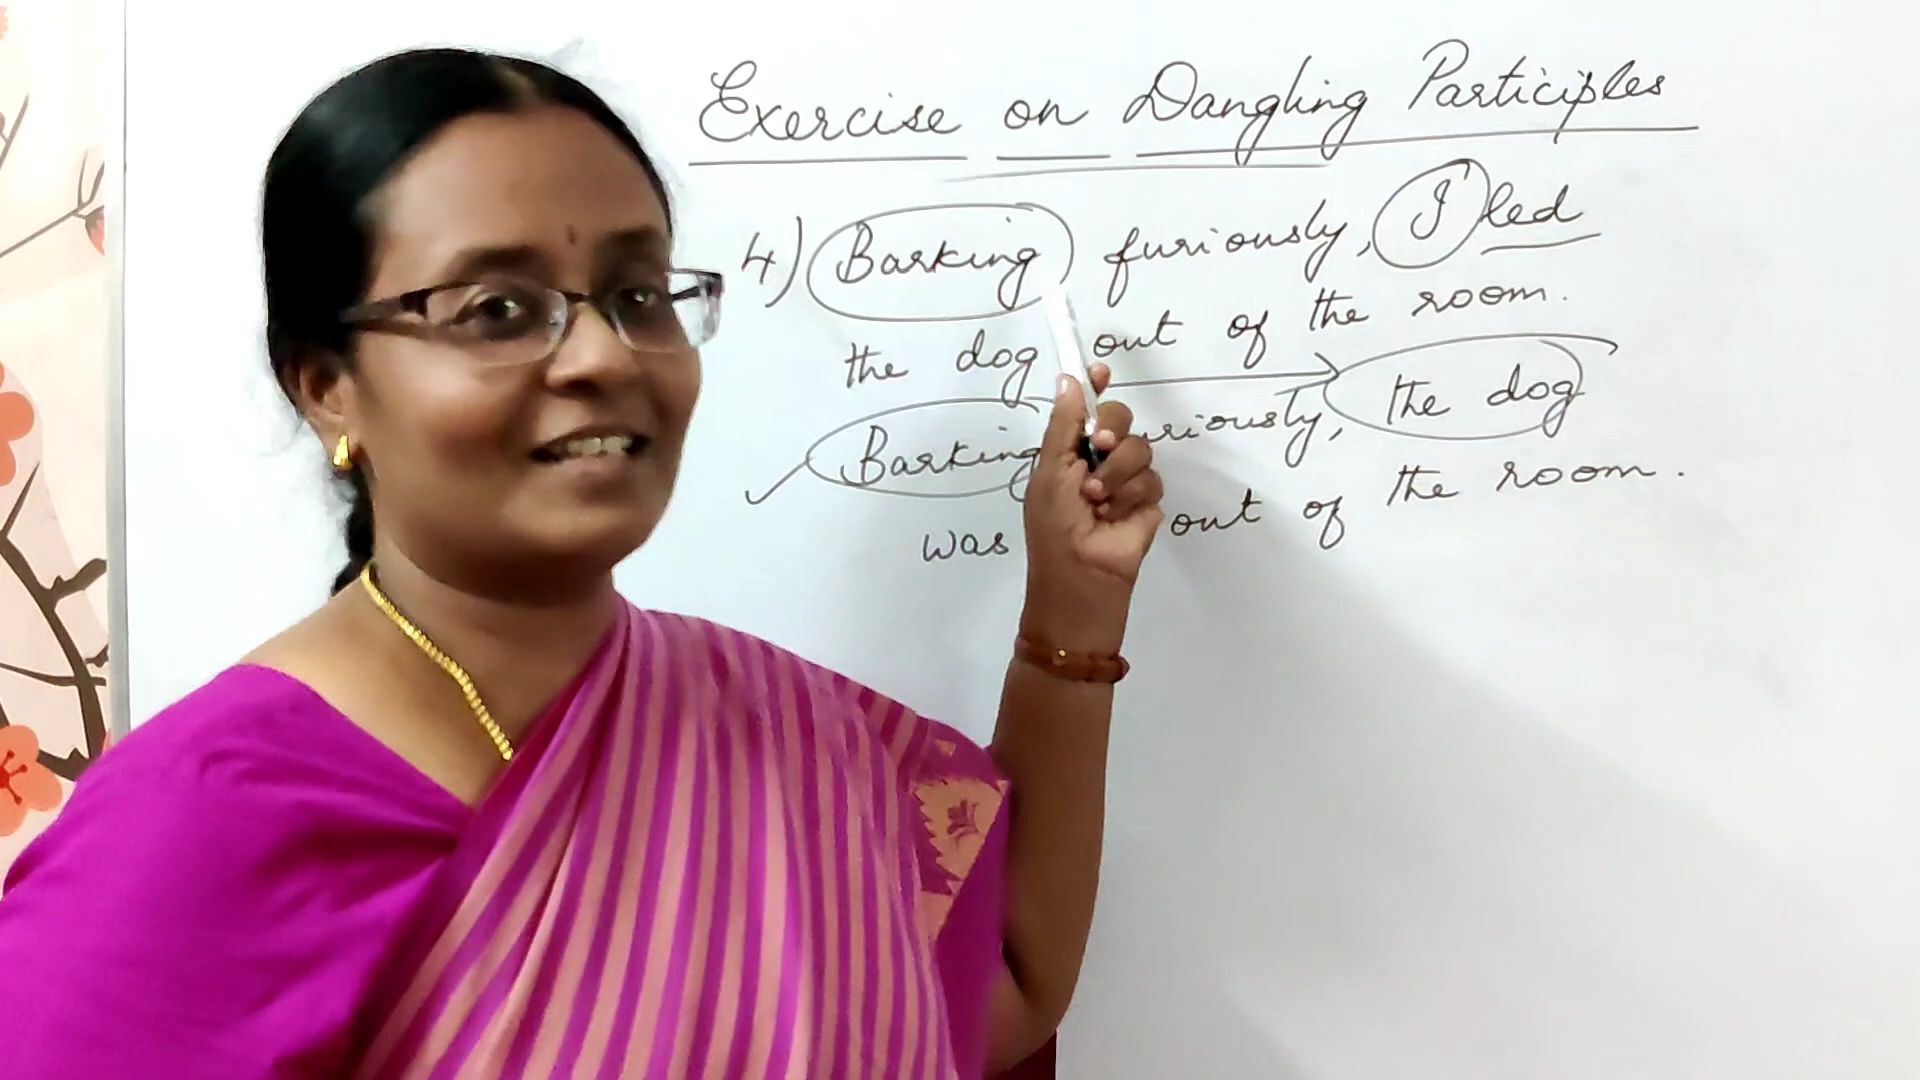 Exercise on Dangling Participles
4) Barking furiously, I led
the dog out of the room.
Barking uriously, the dog
was out of the room.